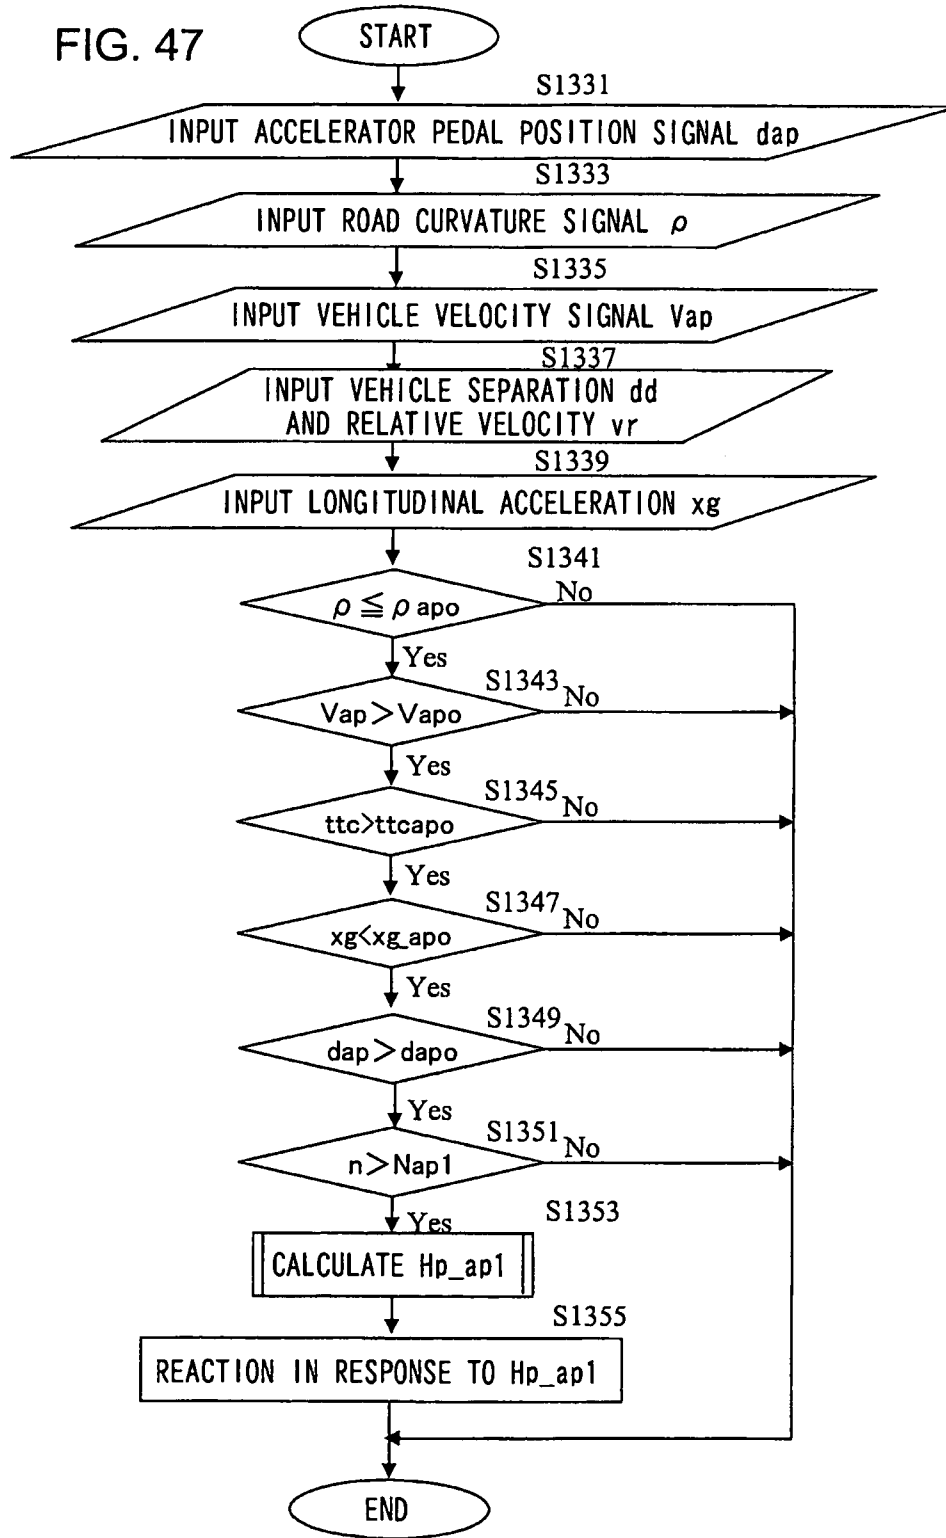 FIG. 47
START
S1331
INPUT ACCELERATOR PEDAL POSITION SIGNAL dap
S1333
INPUT ROAD CURVATURE SIGNAL ρ
S1335
INPUT VEHICLE VELOCITY SIGNAL Vap
S1337
INPUT VEHICLE SEPARATION dd
AND RELATIVE VELOCITY vr
S1339
INPUT LONGITUDINAL ACCELERATION xg
S1341
ρ ≦ ρ apo
No
Yes
S1343
Vap＞Vapo
No
Yes
S1345
ttc>ttcapo
No
Yes
S1347
xg<xg_apo
No
Yes
S1349
dap＞dapo
No
Yes
S1351
n＞Nap1
No
Yes
S1353
CALCULATE Hp_ap1
S1355
REACTION IN RESPONSE TO Hp_ap1
END